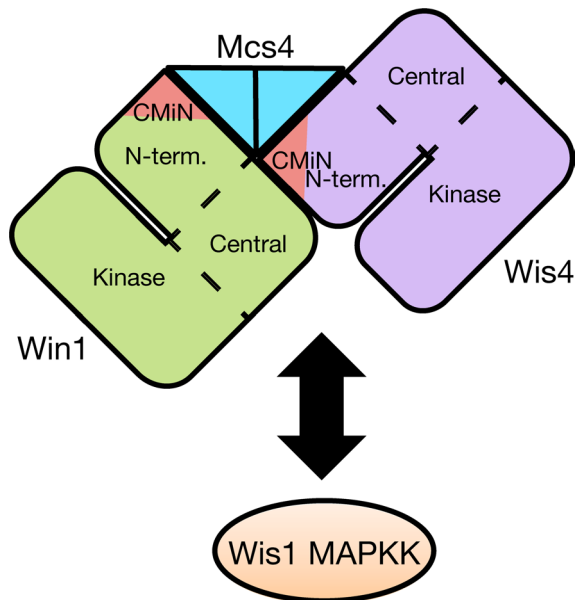 Mcs4
Central
CMiN
N-term.
CMiN
N-term.
Kinase
Central
Kinase
Wis4
Win1
Wis1 MAPKK